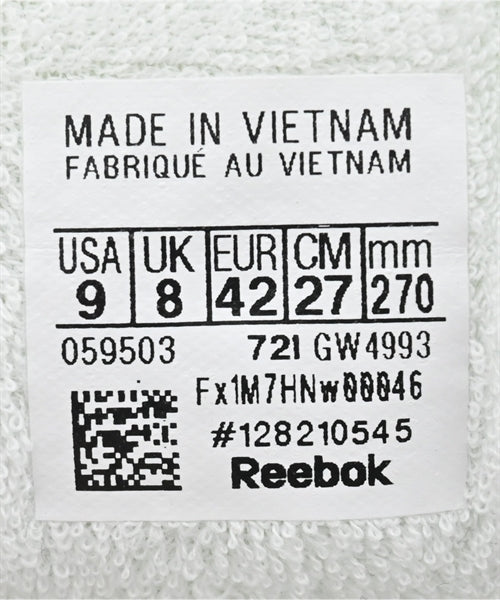 MADE IN VIETNAM
FABRIQUÉ AU VIETNAM
USA UK EUR CM mm
9 8 42 27 270
059503 721 GW4993
#128210545
Reebok